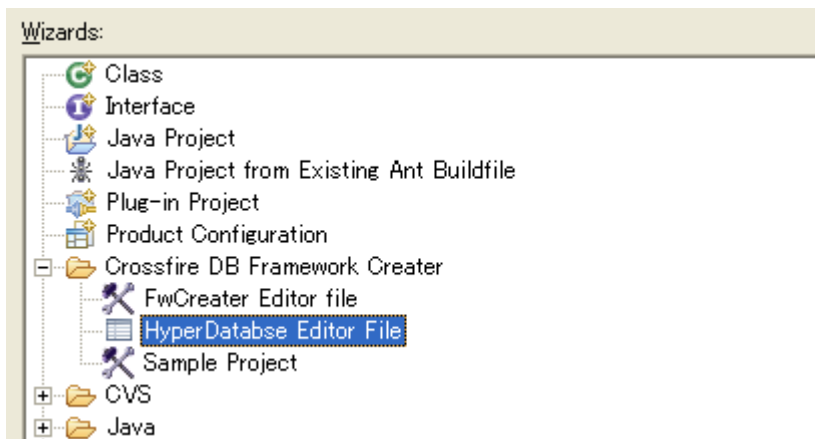 Wizards:
Class
Interface
Java Project
Java Project from Existing Ant Buildfile
Plug-in Project
Product Configuration
Crossfire DB Framework Creater
FwCreater Editor file
HyperDatabse Editor File
Sample Project
CVS
Java